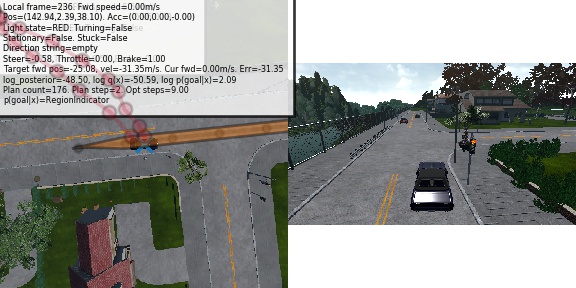 Local frame=236. Fwd speed=0.00m/s
Pos=(142.94,2.39,38.10). Acc=(0.00,0.00,-0.00)
Light state=RED. Turning=False
Stationary=False. Stuck=False
Direction string=empty
Steer=-0.58, Throttle=0.00, Brake=1.00
Target fwd pos=-25.08, vel=-31.35m/s. Cur fwd=0.00m/s. Err=-31.35
log_posterior=-48.50, log q(x)=-50.59, log p(goal|x)=2.09
Plan count=176. Plan step=2. Opt steps=9.00
p(goal|x)=RegionIndicator